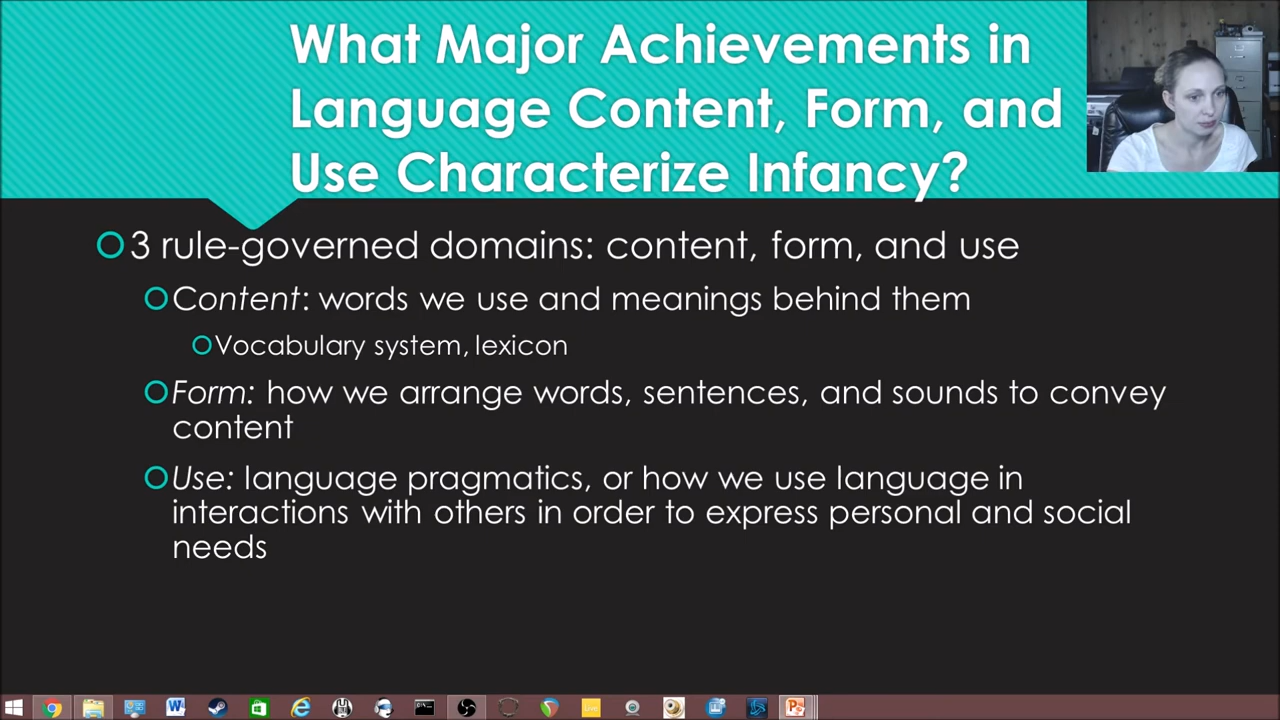 What Major Achievements in
Language Content, Form, and
Use Characterize Infancy?
3 rule-governed domains: content, form, and use
Content: words we use and meanings behind them
Vocabulary system, lexicon
Form: how we arrange words, sentences, and sounds to convey
content
Use: language pragmatics, or how we use language in
interactions with others in order to express personal and social
needs